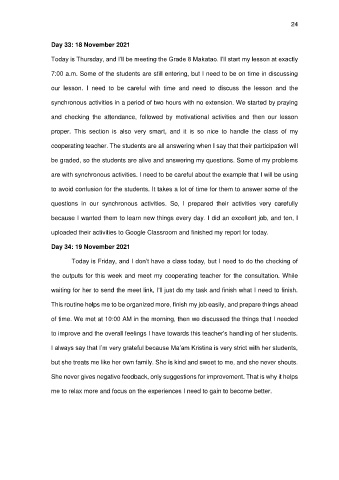 24
Day 33: 18 November 2021
Today is Thursday, and I'll be meeting the Grade 8 Makatao. I'll start my lesson at exactly
7:00 a.m. Some of the students are still entering, but I need to be on time in discussing
our lesson. I need to be careful with time and need to discuss the lesson and the
synchronous activities in a period of two hours with no extension. We started by praying
and checking the attendance, followed by motivational activities and then our lesson
proper. This section is also very smart, and it is so nice to handle the class of my
cooperating teacher. The students are all answering when I say that their participation will
be graded, so the students are alive and answering my questions. Some of my problems
are with synchronous activities. I need to be careful about the example that I will be using
to avoid confusion for the students. It takes a lot of time for them to answer some of the
questions in our synchronous activities. So, I prepared their activities very carefully
because I wanted them to learn new things every day. I did an excellent job, and ten, I
uploaded their activities to Google Classroom and finished my report for today.
Day 34: 19 November 2021
Today is Friday, and I don't have a class today, but I need to do the checking of
the outputs for this week and meet my cooperating teacher for the consultation. While
waiting for her to send the meet link, I'll just do my task and finish what I need to finish.
This routine helps me to be organized more, finish my job easily, and prepare things ahead
of time. We met at 10:00 AM in the morning, then we discussed the things that I needed
to improve and the overall feelings I have towards this teacher's handling of her students.
I always say that I'm very grateful because Ma'am Kristina is very strict with her students,
but she treats me like her own family. She is kind and sweet to me, and she never shouts.
She never gives negative feedback, only suggestions for improvement. That is why it helps
me to relax more and focus on the experiences I need to gain to become better.